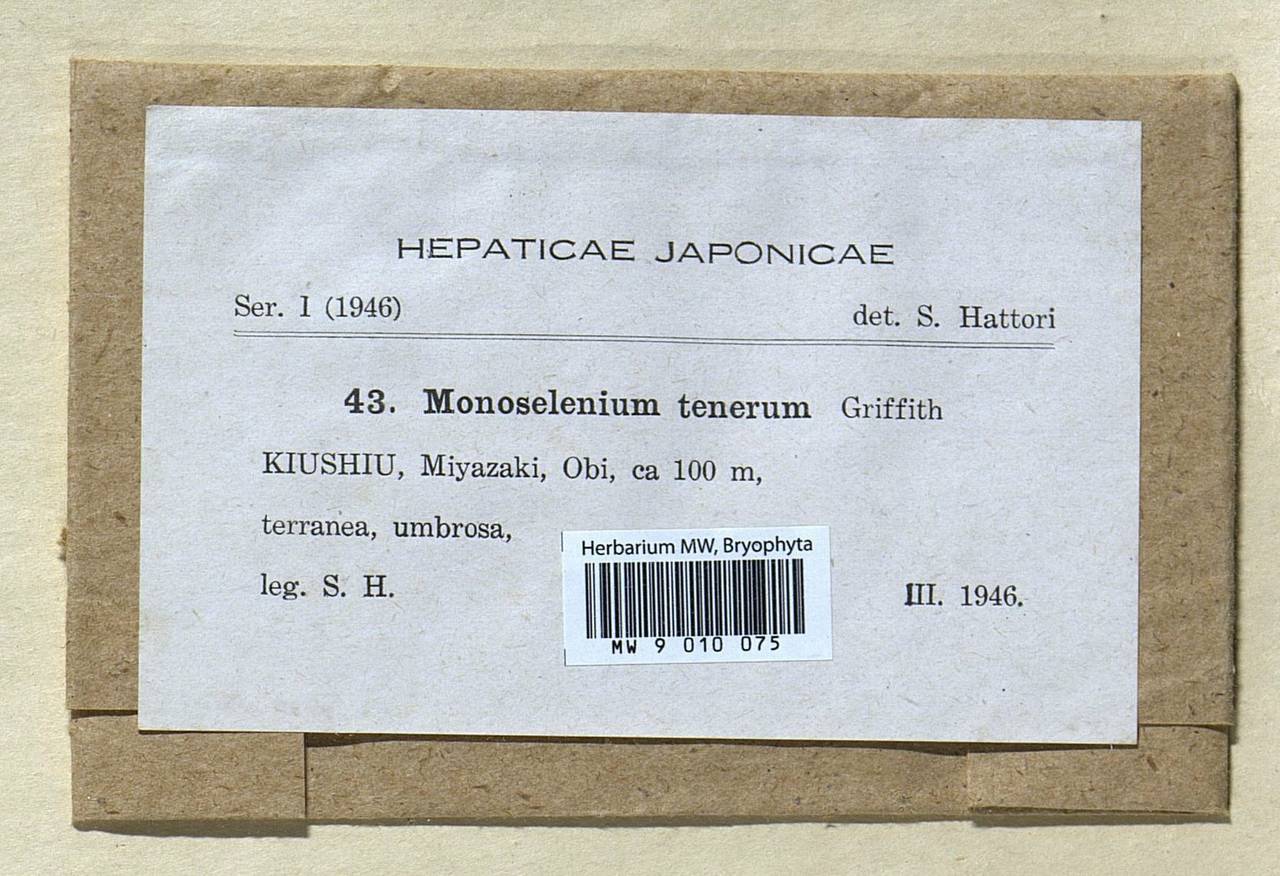 HEPATICAE JAPONICAE
Ser. I (1946) det. S. Hattori
43. Monoselenium tenerum Griffith
KIUSHIU, Miyazaki, Obi, ca 100 m,
terranea, umbrosa,
leg. S. H. III. 1946.
Herbarium MW, Bryophyta
MW 9 010 075